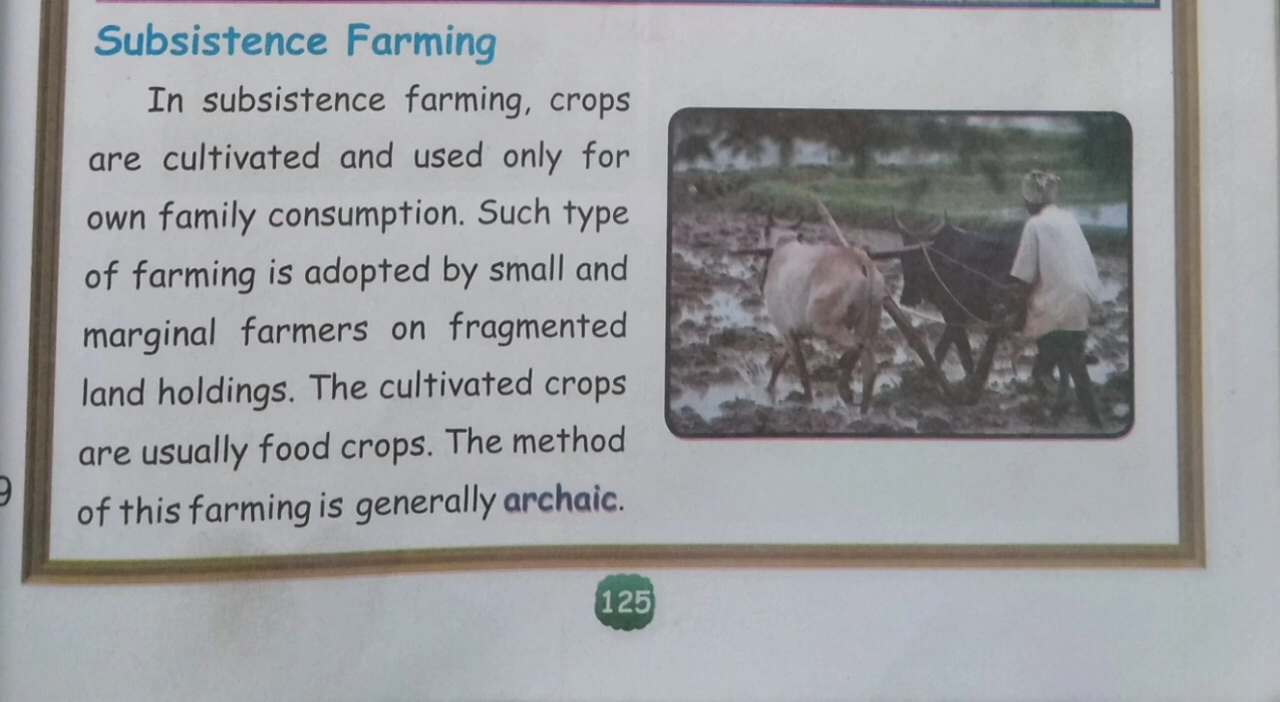 Subsistence Farming
In subsistence farming, crops
are cultivated and used only for
own family consumption. Such type
of farming is adopted by small and
marginal farmers on fragmented
land holdings. The cultivated crops
are usually food crops. The method
of this farming is generally archaic.
125